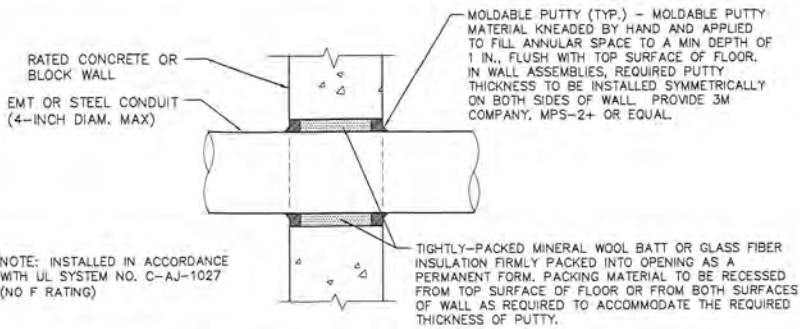 RATED CONCRETE OR
BLOCK WALL
EMT OR STEEL CONDUIT
(4-INCH DIAM. MAX)
MOLDABLE PUTTY (TYP.) - MOLDABLE PUTTY
MATERIAL KNEADED BY HAND AND APPLIED
TO FILL ANNULAR SPACE TO A MIN DEPTH OF
1 IN., FLUSH WITH TOP SURFACE OF FLOOR.
IN WALL ASSEMBLIES, REQUIRED PUTTY
THICKNESS TO BE INSTALLED SYMMETRICALLY
ON BOTH SIDES OF WALL. PROVIDE 3M
COMPANY, MPS-2+ OR EQUAL.
NOTE: INSTALLED IN ACCORDANCE
WITH UL SYSTEM NO. C-AJ-1027
(NO F RATING)
TIGHTLY-PACKED MINERAL WOOL BATT OR GLASS FIBER
INSULATION FIRMLY PACKED INTO OPENING AS A
PERMANENT FORM. PACKING MATERIAL TO BE RECESSED
FROM TOP SURFACE OF FLOOR OR FROM BOTH SURFACES
OF WALL AS REQUIRED TO ACCOMMODATE THE REQUIRED
THICKNESS OF PUTTY.